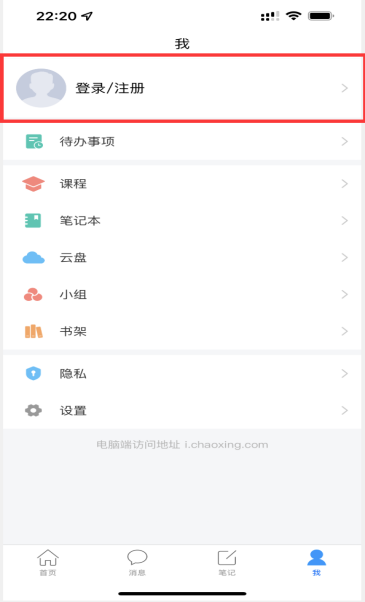 22:20
我
登录/注册
待办事项
课程
笔记本
云盘
小组
书架
隐私
设置
电脑端访问地址 i.chaoxing.com
首页 消息 笔记 我